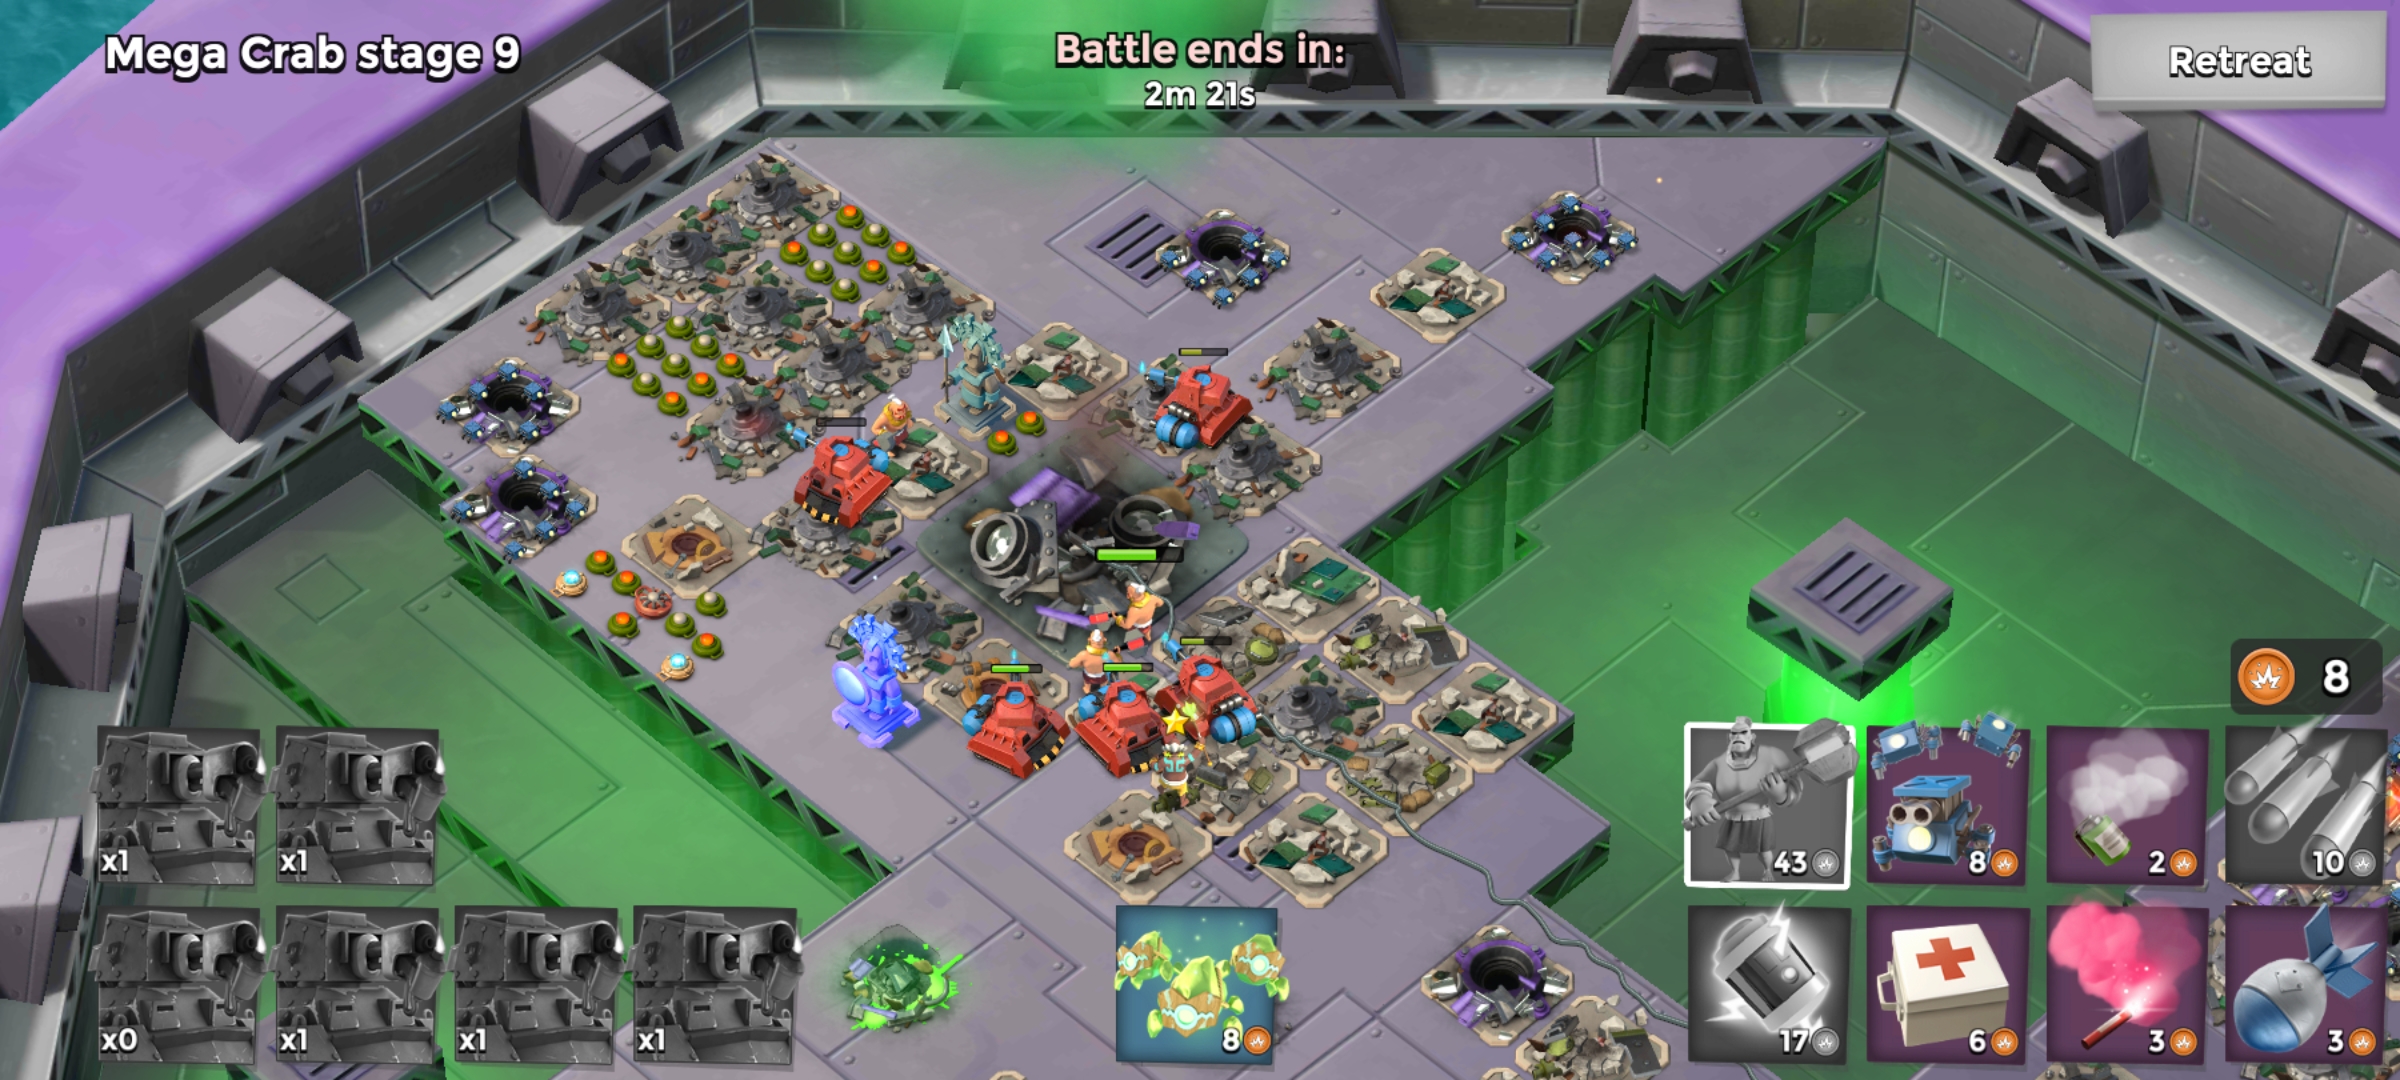 Mega Crab stage 9
Battle ends in:
2m 21s
Retreat
8
x1
x1
43
8
2
10
x0
x1
x1
x1
8
17
6
3
3